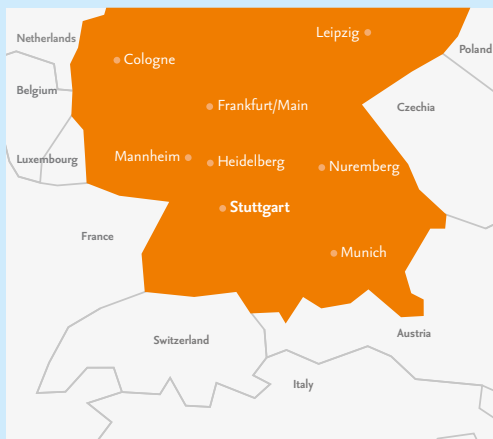 Leipzig
Netherlands
Poland
Cologne
Belgium
Frankfurt/Main
Czechia
Mannheim
Heidelberg
Luxembourg
Nuremberg
Stuttgart
France
Munich
Austria
Switzerland
Italy